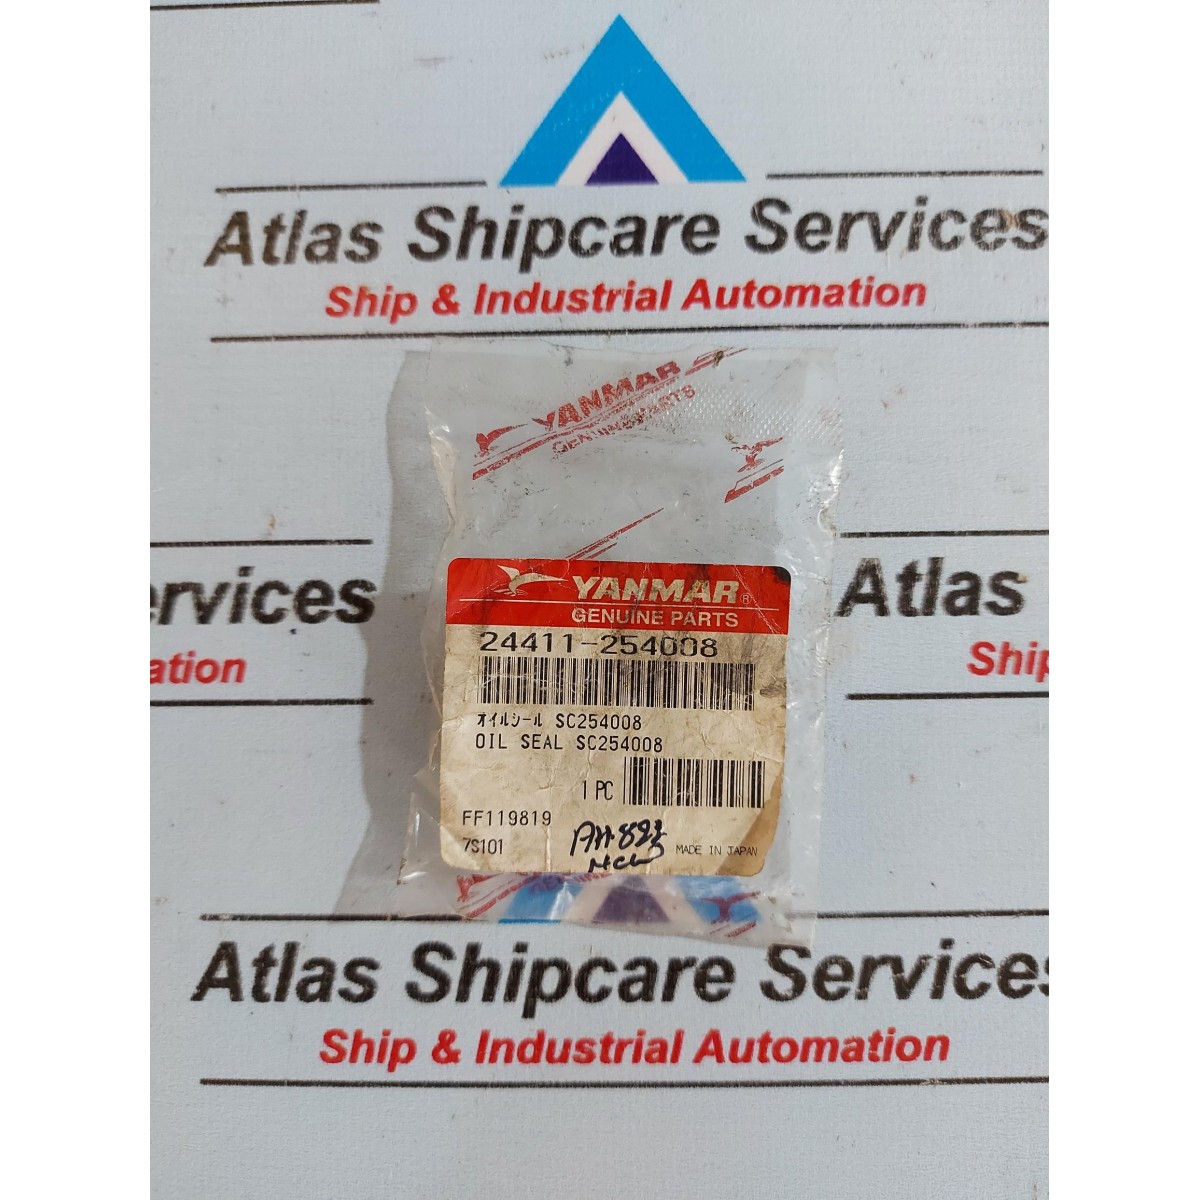 Atlas Shipcare Services
Ship & Industrial Automation
YANMAR
GENUINE PARTS
rvices
ation
Atlas
Ship
YANMAR®
GENUINE PARTS
24411-254008
オイルシール SC254008
OIL SEAL SC254008
1 PC
FF119819
7S101
MADE IN JAPAN
Atlas Shipcare Services
Ship & Industrial Automation